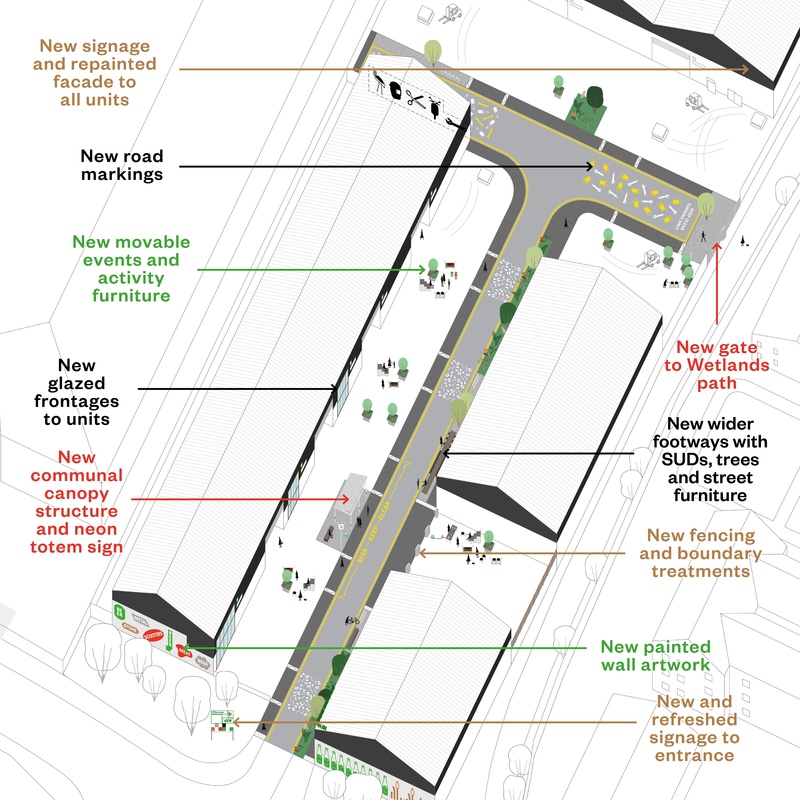 New signage
and repainted
facade to
all units
New road
markings
New movable
events and
activity
furniture
New
glazed
frontages
to units
New
communal
canopy
structure
and neon
totem sign
New gate
to Wetlands
path
New wider
footways with
SUDs, trees
and street
furniture
New fencing
and boundary
treatments
New painted
wall artwork
New and
refreshed
signage to
entrance
KEEP CLEAR
SCOOTERS